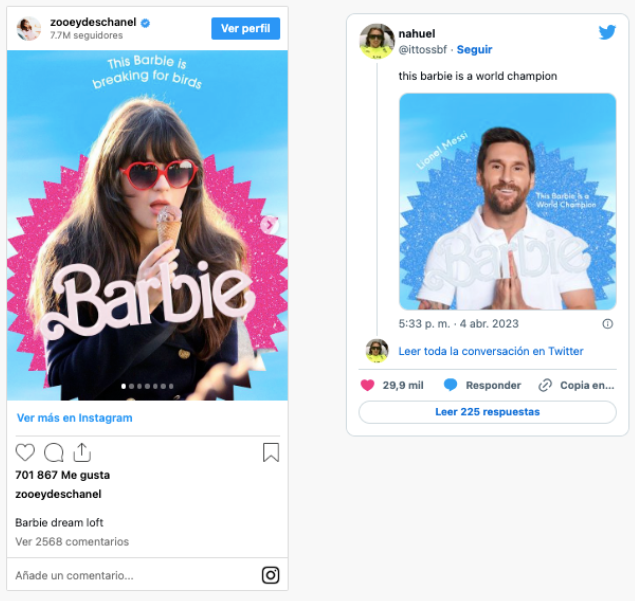 zooeydeschanel
7.7M seguidores
Ver perfil
This Barbie is
breaking for birds
Barbie
Ver más en Instagram
701 867 Me gusta
zooeydeschanel
Barbie dream loft
Ver 2568 comentarios
Añade un comentario...
nahuel
@ittossbf · Seguir
this barbie is a world champion
Lionel Messi
This Barbie is a
World Champion
Barbie
5:33 p. m. · 4 abr. 2023
Leer toda la conversación en Twitter
29,9 mil
Responder
Copia en...
Leer 225 respuestas